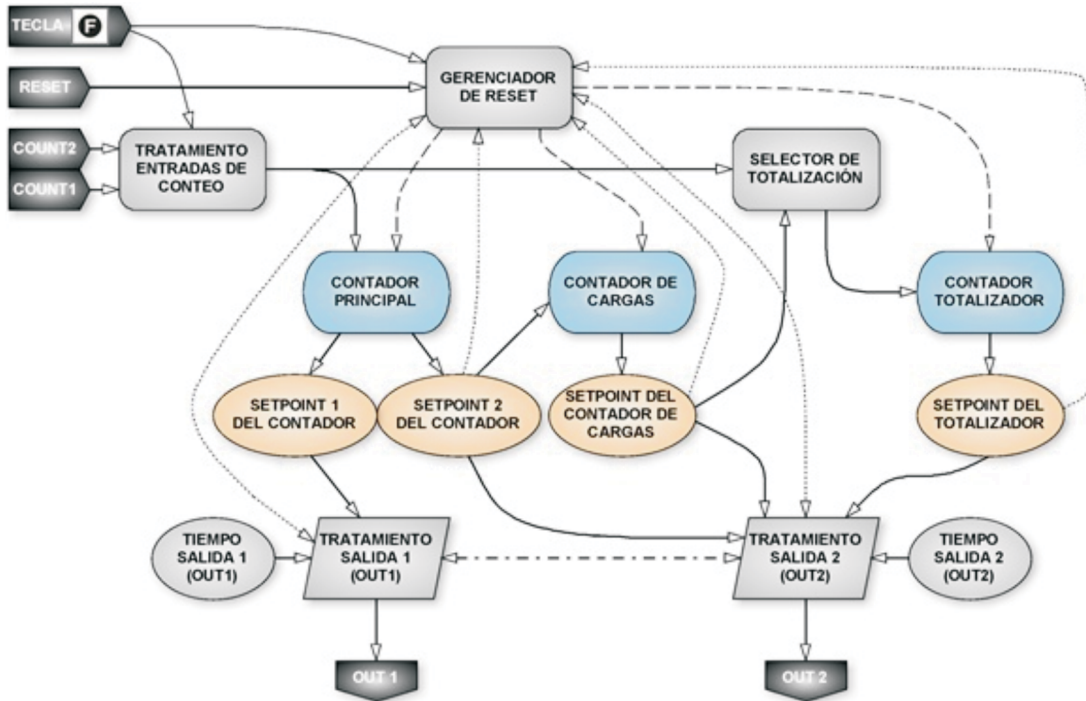 TECLA F
RESET
COUNT2
COUNT1
GERENCIADOR
DE RESET
TRATAMIENTO
ENTRADAS DE
CONTEO
SELECTOR DE
TOTALIZACIÓN
CONTADOR
PRINCIPAL
CONTADOR DE
CARGAS
CONTADOR
TOTALIZADOR
SETPOINT 1
DEL CONTADOR
SETPOINT 2
DEL CONTADOR
SETPOINT DEL
CONTADOR DE
CARGAS
SETPOINT DEL
TOTALIZADOR
TIEMPO
SALIDA 1
(OUT1)
TRATAMIENTO
SALIDA 1
(OUT1)
TRATAMIENTO
SALIDA 2
(OUT2)
TIEMPO
SALIDA 2
(OUT2)
OUT 1
OUT 2